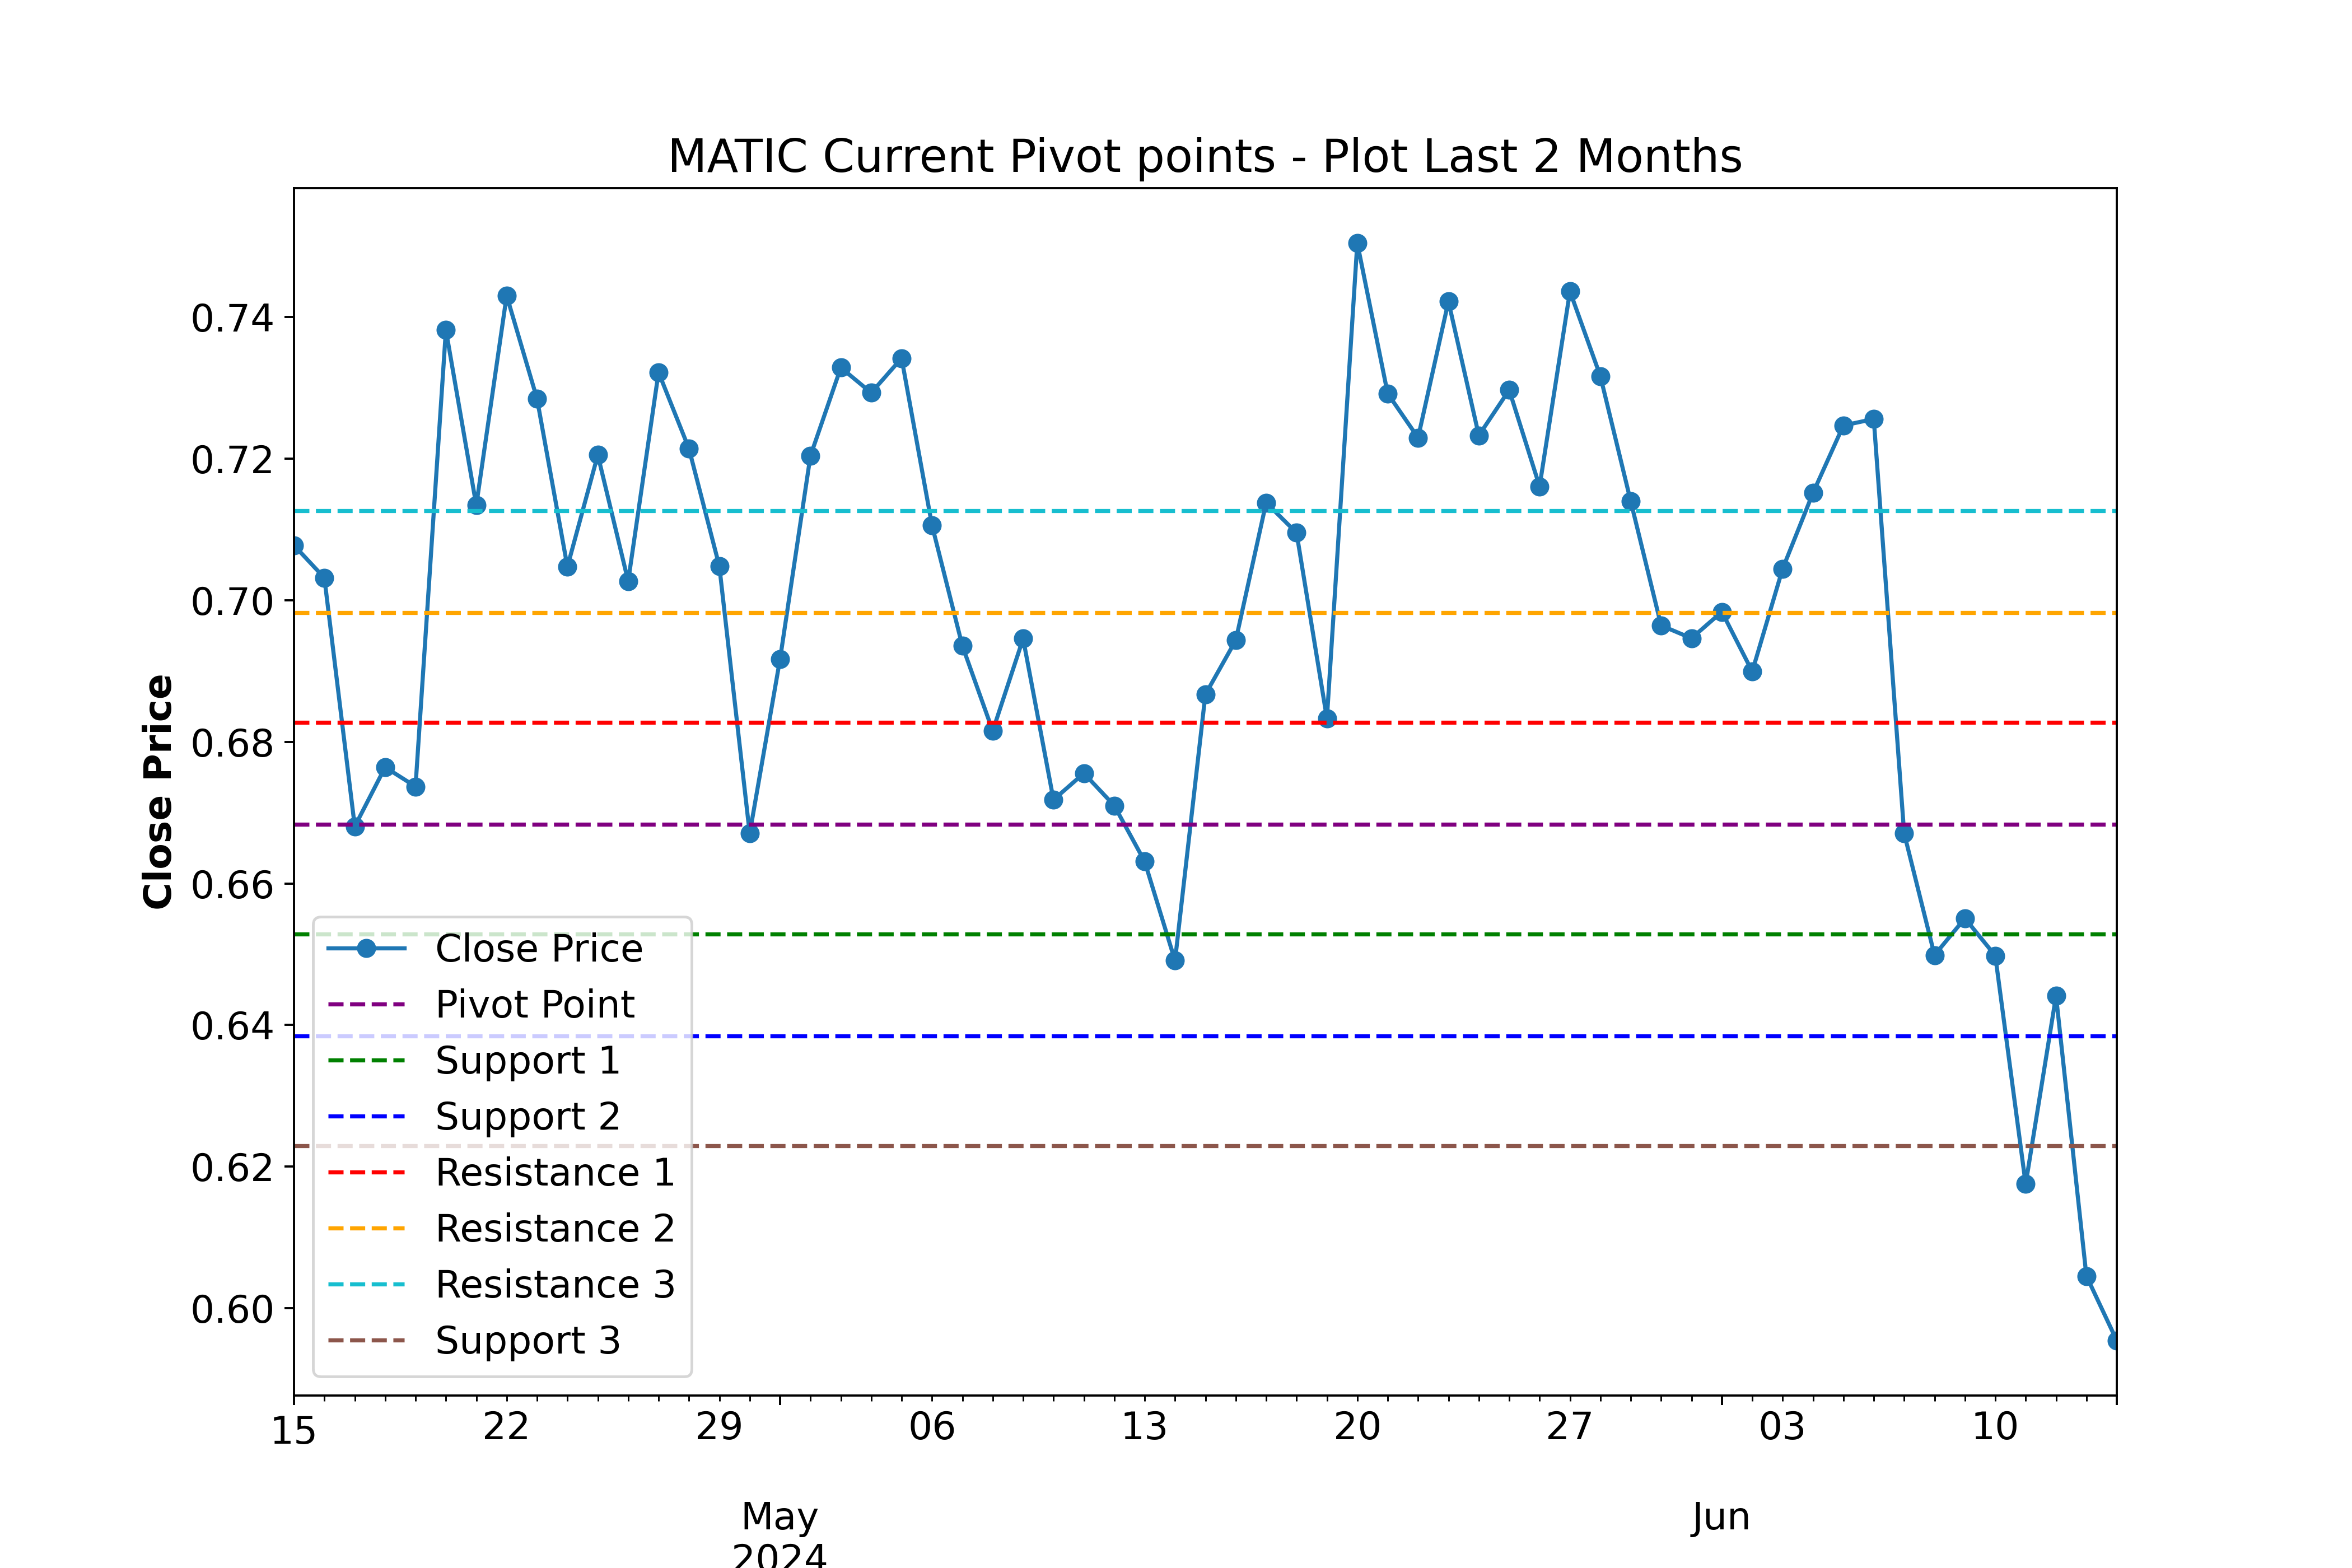 MATIC Current Pivot points - Plot Last 2 Months
Close Price
0.74
0.72
0.70
0.68
0.66
0.64
0.62
0.60
Close Price
Pivot Point
Support 1
Support 2
Resistance 1
Resistance 2
Resistance 3
Support 3
15 22 29 06 13 20 27 03 10
May Jun
2024